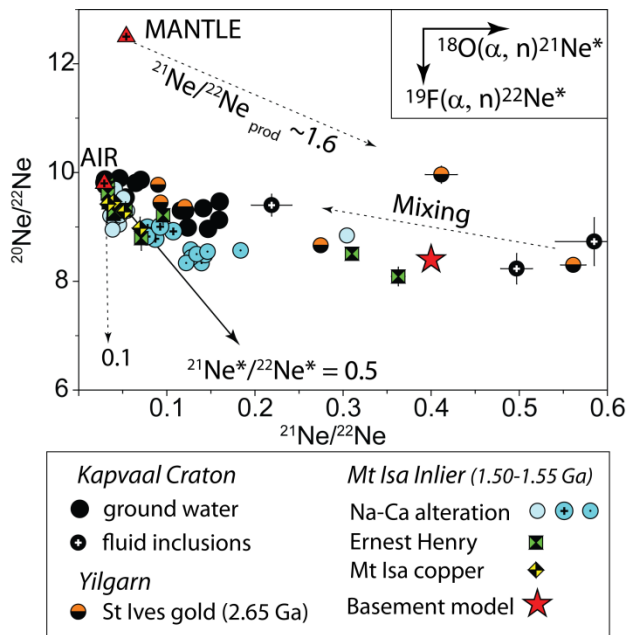 MANTLE
¹⁸O(α, n)²¹Ne*
¹⁹F(α, n)²²Ne*
²¹Ne/²²Ne prod ~1.6
AIR
Mixing
0.1
²¹Ne*/²²Ne* = 0.5
12
10
8
6
²⁰Ne/²²Ne
0.1 0.2 0.3 0.4 0.5 0.6
²¹Ne/²²Ne
Kapvaal Craton
ground water
fluid inclusions
Yilgarn
St Ives gold (2.65 Ga)
Mt Isa Inlier (1.50-1.55 Ga)
Na-Ca alteration
Ernest Henry
Mt Isa copper
Basement model